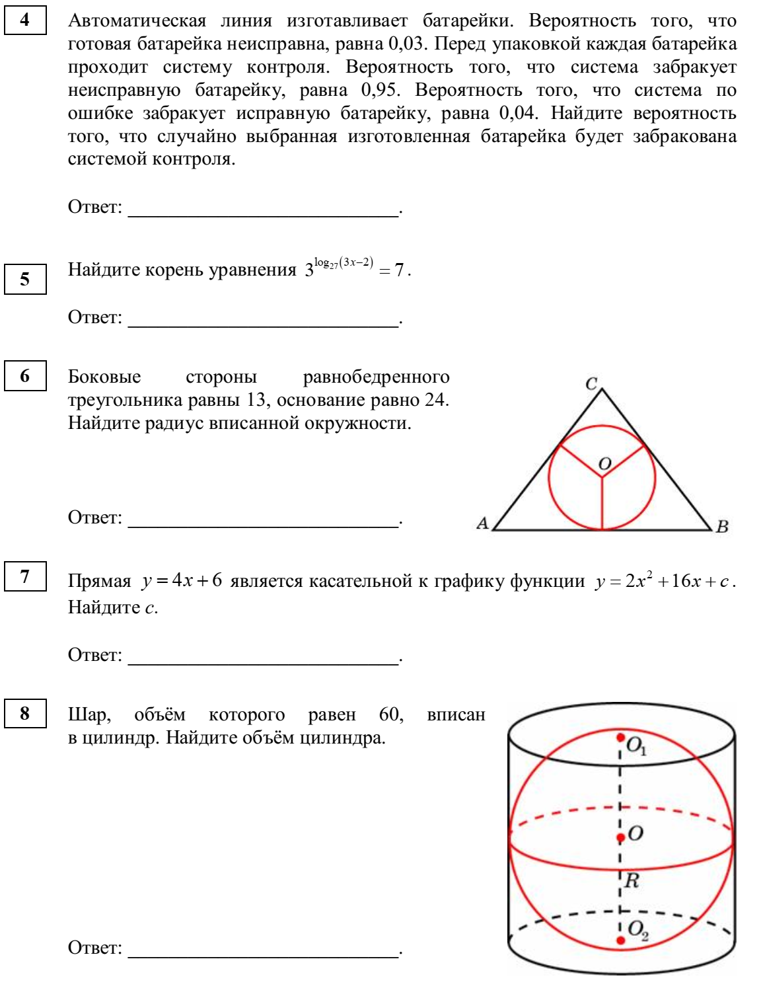 4
Автоматическая линия изготавливает батарейки. Вероятность того, что
готовая батарейка неисправна, равна 0,03. Перед упаковкой каждая батарейка
проходит систему контроля. Вероятность того, что система забракует
неисправную батарейку, равна 0,95. Вероятность того, что система по
ошибке забракует исправную батарейку, равна 0,04. Найдите вероятность
того, что случайно выбранная изготовленная батарейка будет забракована
системой контроля.
Ответ: ____________________________.
5
Найдите корень уравнения 3^{log_{27}(3x−2)} = 7.
Ответ: ____________________________.
6
Боковые стороны равнобедренного
треугольника равны 13, основание равно 24.
Найдите радиус вписанной окружности.
C
O
A
B
Ответ: ____________________________.
7
Прямая y = 4x + 6 является касательной к графику функции y = 2x² + 16x + c.
Найдите c.
Ответ: ____________________________.
8
Шар, объём которого равен 60, вписан
в цилиндр. Найдите объём цилиндра.
O₁
O
R
O₂
Ответ: ____________________________.